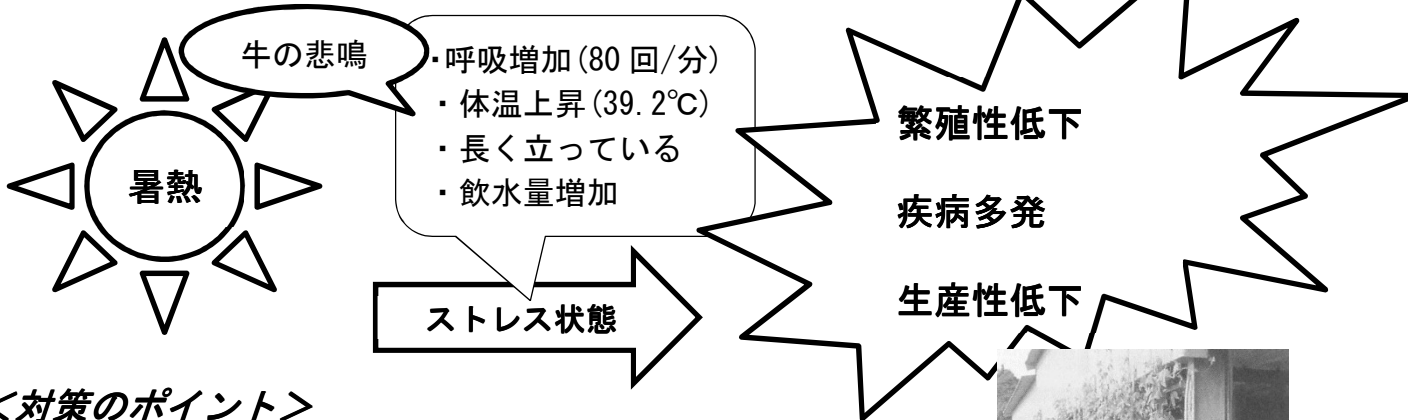 牛の悲鳴
・呼吸増加(80 回/分)
・体温上昇(39.2℃)
・長く立っている
・飲水量増加
暑熱
ストレス状態
繁殖性低下
疾病多発
生産性低下
<対策のポイント>